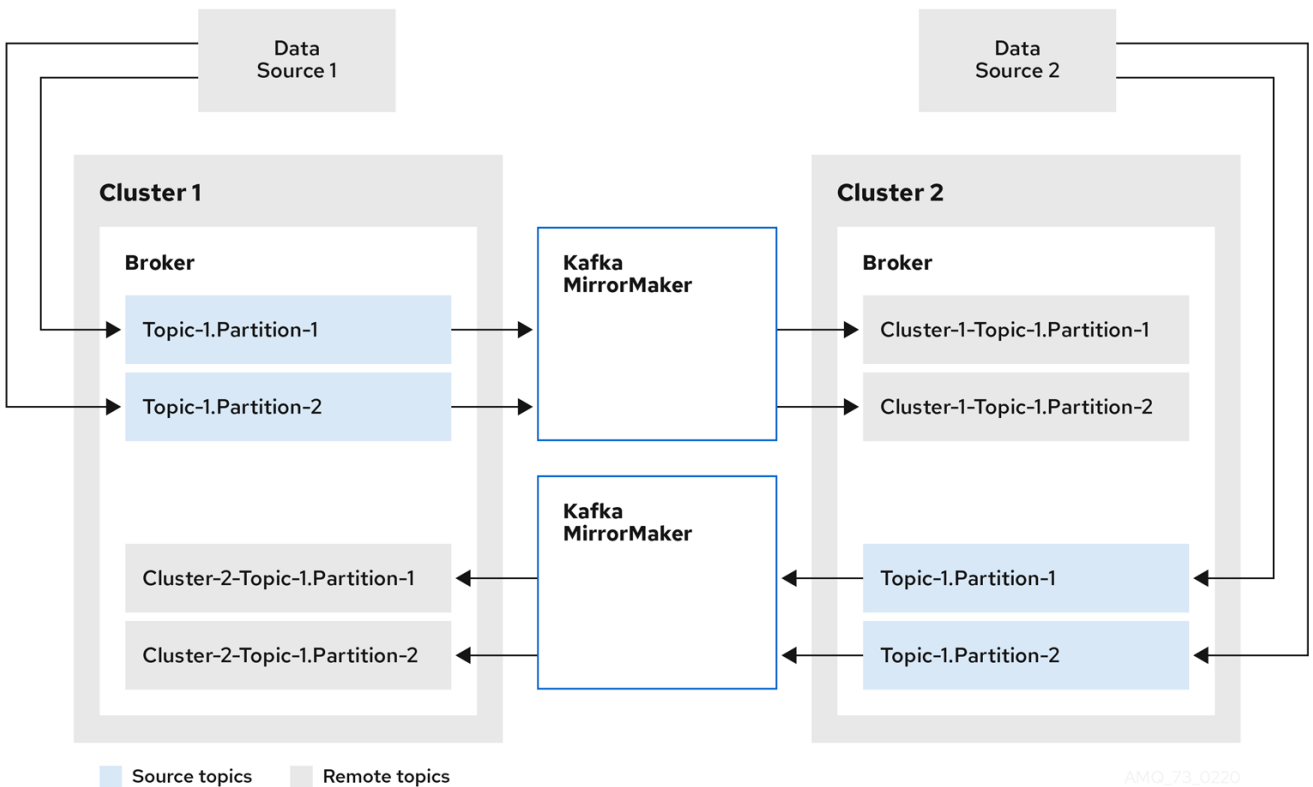 Data
Source 1
Data
Source 2
Cluster 1
Broker
Topic-1.Partition-1
Topic-1.Partition-2
Cluster-2-Topic-1.Partition-1
Cluster-2-Topic-1.Partition-2
Kafka
MirrorMaker
Kafka
MirrorMaker
Cluster 2
Broker
Cluster-1-Topic-1.Partition-1
Cluster-1-Topic-1.Partition-2
Topic-1.Partition-1
Topic-1.Partition-2
Source topics
Remote topics
AMQ_73_0220